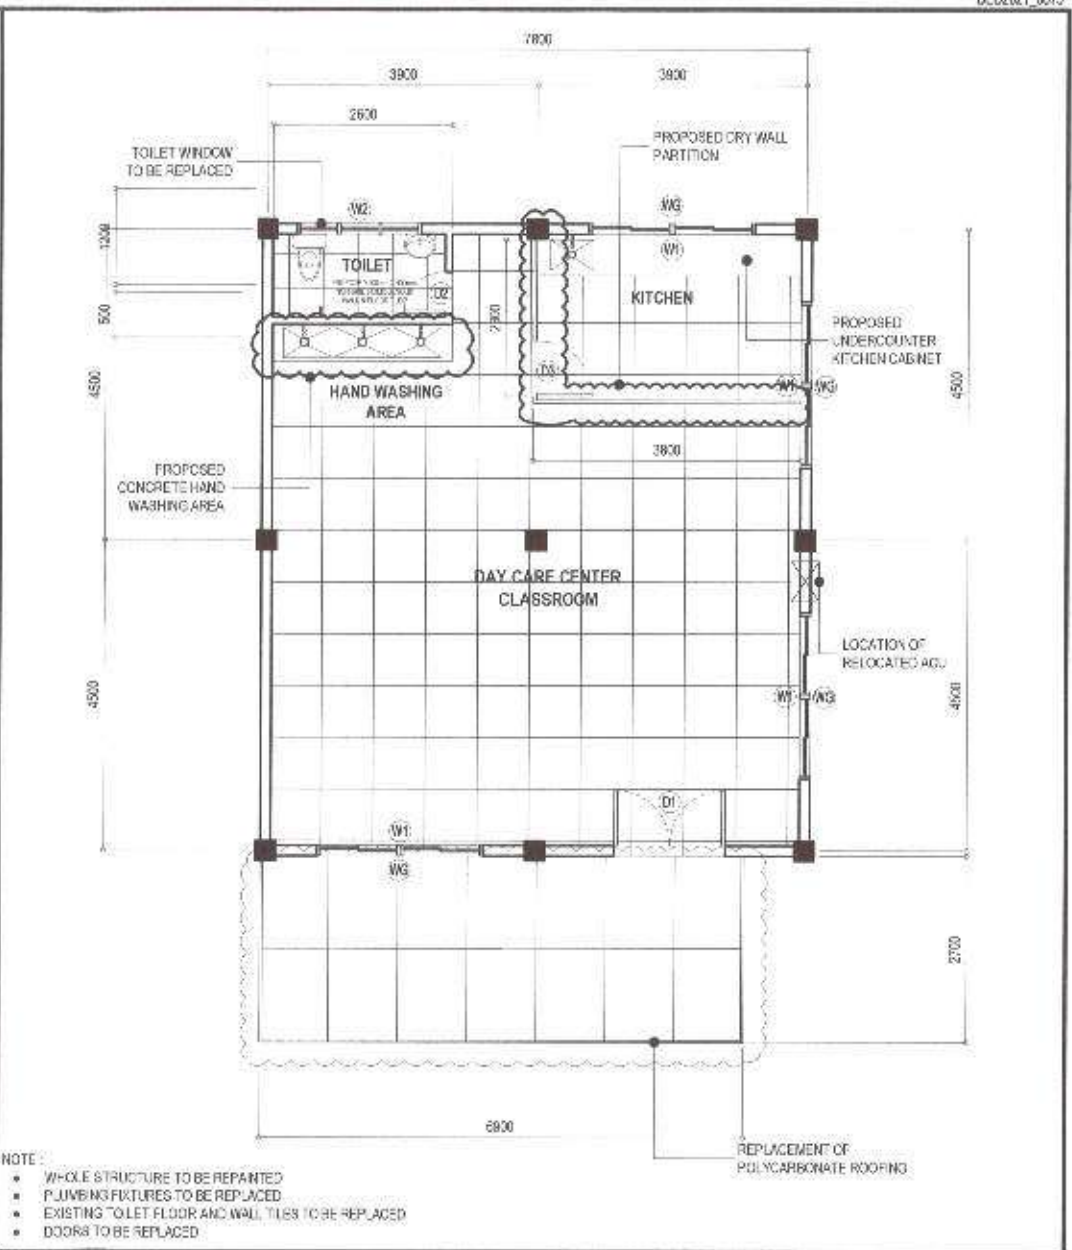 7800
3900
3900
2600
TOILET WINDOW
TO BE REPLACED
PROPOSED DRY WALL
PARTITION
W2
WG
W1
1200
TOILET
D2
KITCHEN
500
2900
PROPOSED
UNDERCOUNTER
KITCHEN CABINET
4500
D3
W1
WG
4500
HAND WASHING
AREA
3800
PROPOSED
CONCRETE HAND
WASHING AREA
DAY CARE CENTER
CLASSROOM
LOCATION OF
RELOCATED ACU
4500
W1
WG
4500
D1
W1
WG
2700
6900
REPLACEMENT OF
POLYCARBONATE ROOFING
NOTE :
• WHOLE STRUCTURE TO BE REPAINTED
• PLUMBING FIXTURES TO BE REPLACED
• EXISTING TOILET FLOOR AND WALL TILES TO BE REPLACED
• DOORS TO BE REPLACED